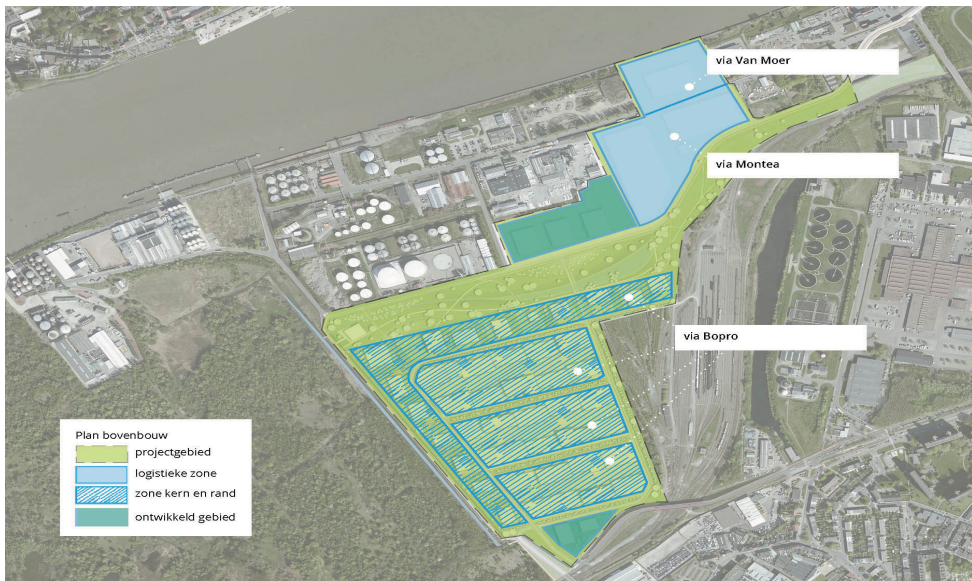 via Van Moer
via Montea
via Bopro
Plan bovenbouw
projectgebied
logistieke zone
zone kern en rand
ontwikkeld gebied